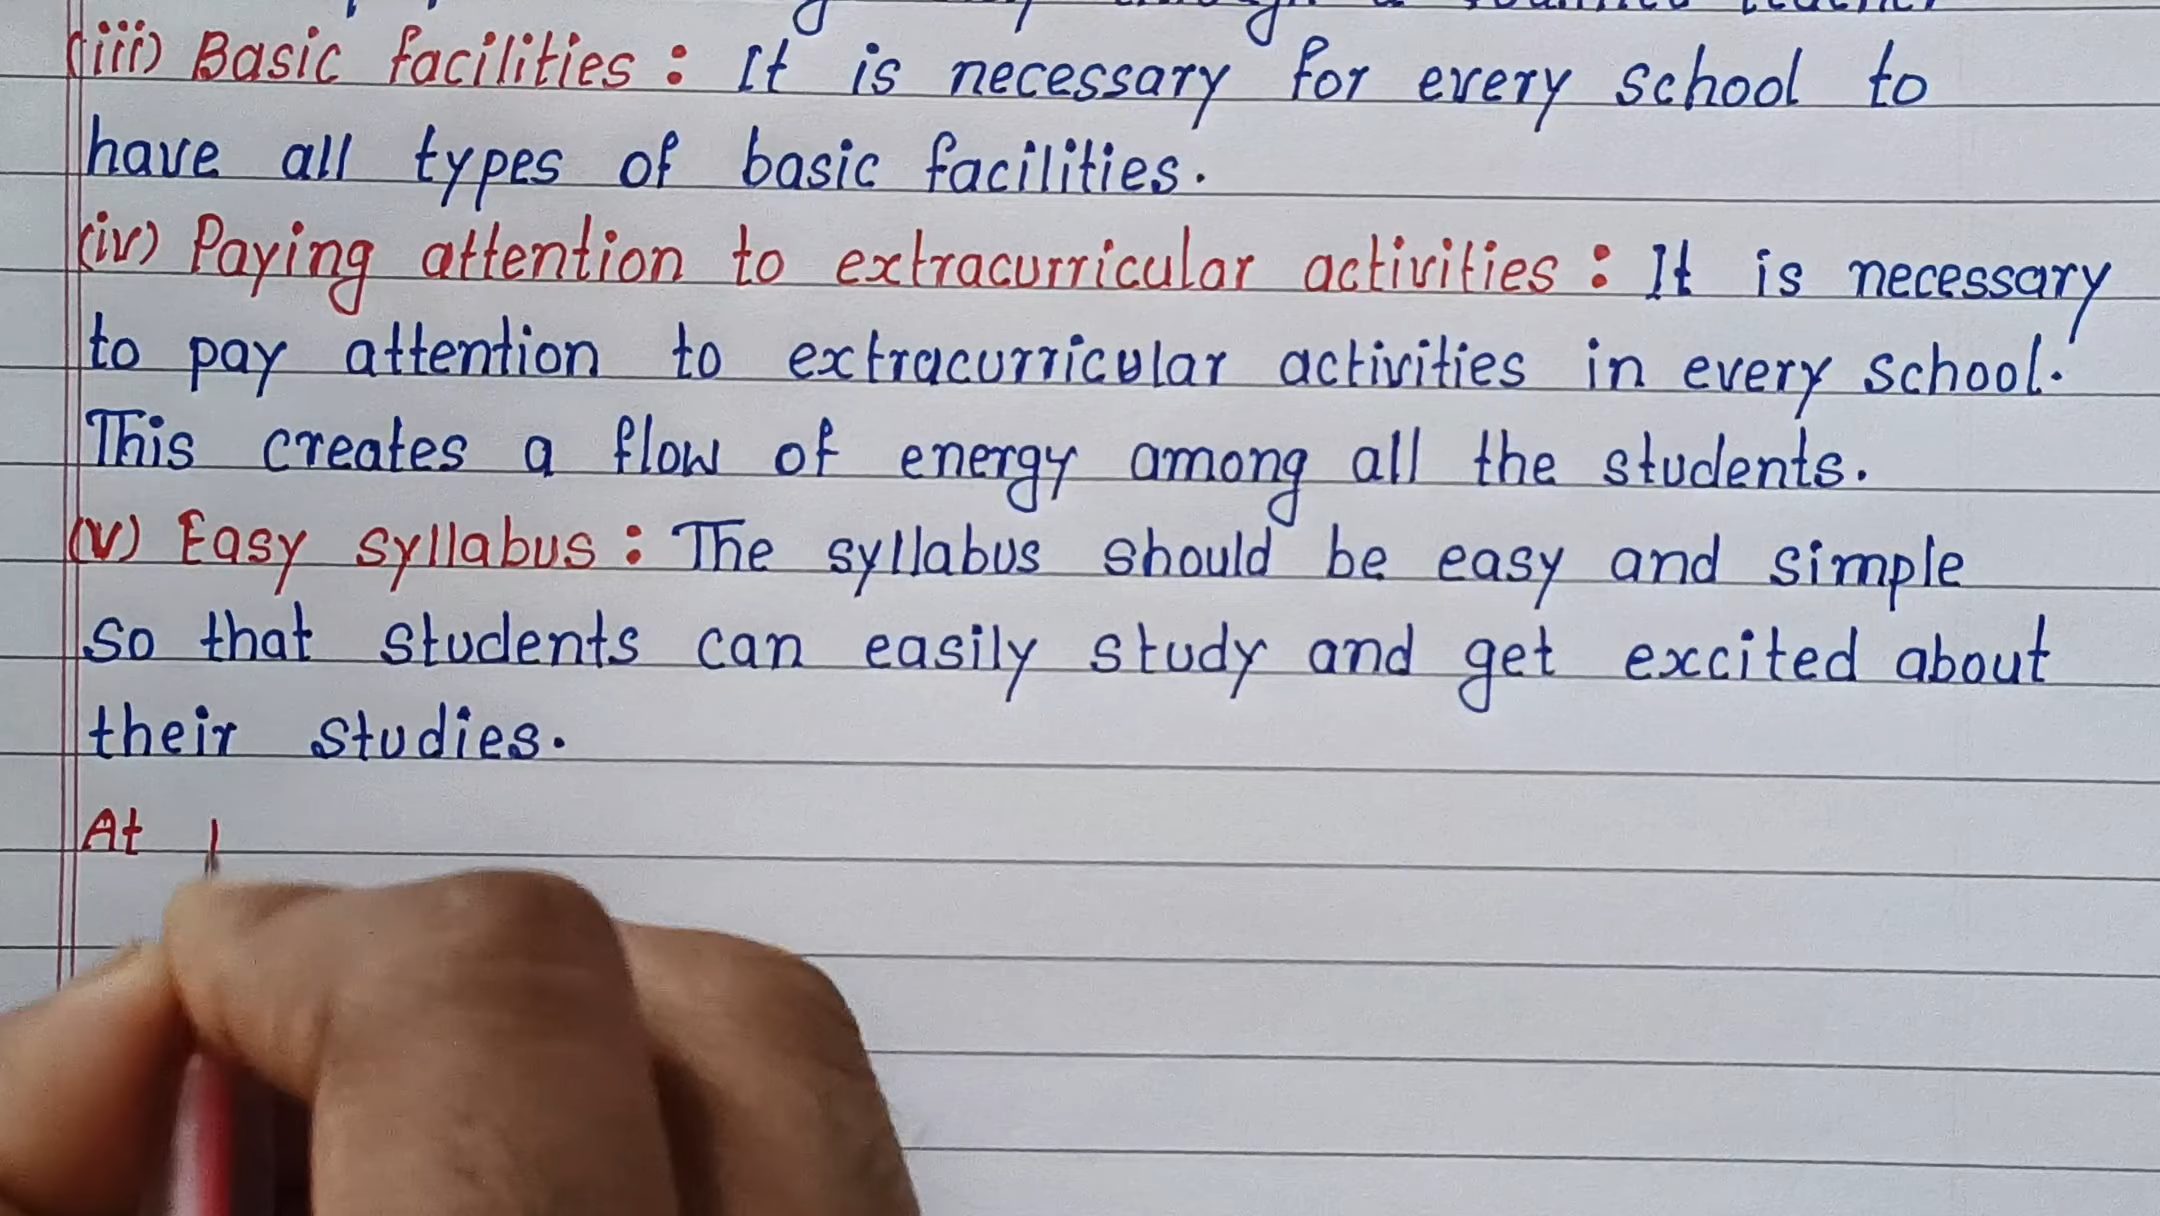 (iii) Basic facilities : It is necessary for every school to
have all types of basic facilities.
(iv) Paying attention to extracurricular activities : It is necessary
to pay attention to extracurricular activities in every school.
This creates a flow of energy among all the students.
(v) Easy syllabus : The syllabus should be easy and simple
so that students can easily study and get excited about
their studies.
At